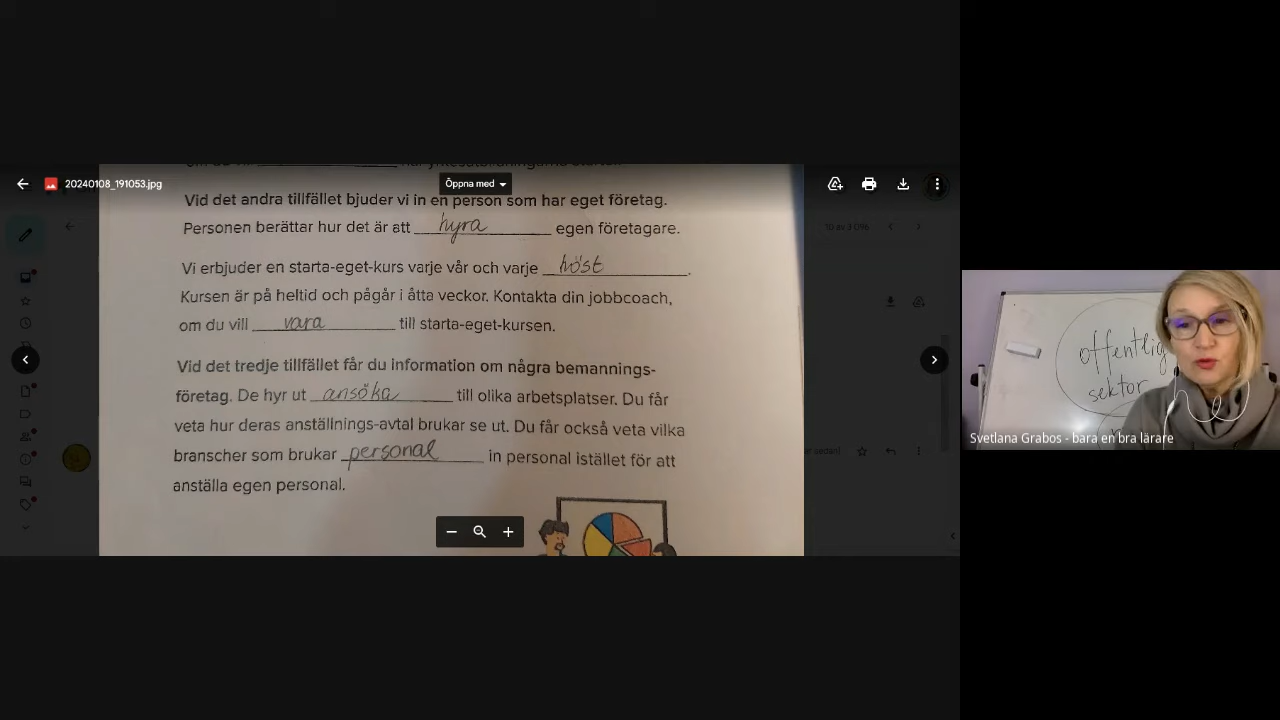 20240108_191053.jpg
Öppna med
Vid det andra tillfället bjuder vi in en person som har eget företag.
Personen berättar hur det är att hyra egen företagare.
Vi erbjuder en starta-eget-kurs varje vår och varje höst.
Kursen är på heltid och pågår i åtta veckor. Kontakta din jobbcoach,
om du vill vara till starta-eget-kursen.
Vid det tredje tillfället får du information om några bemannings-
företag. De hyr ut ansöka till olika arbetsplatser. Du får
veta hur deras anställnings-avtal brukar se ut. Du får också veta vilka
branscher som brukar personal in personal istället för att
anställa egen personal.
offentlig
sektor
Svetlana Grabos - bara en bra lärare